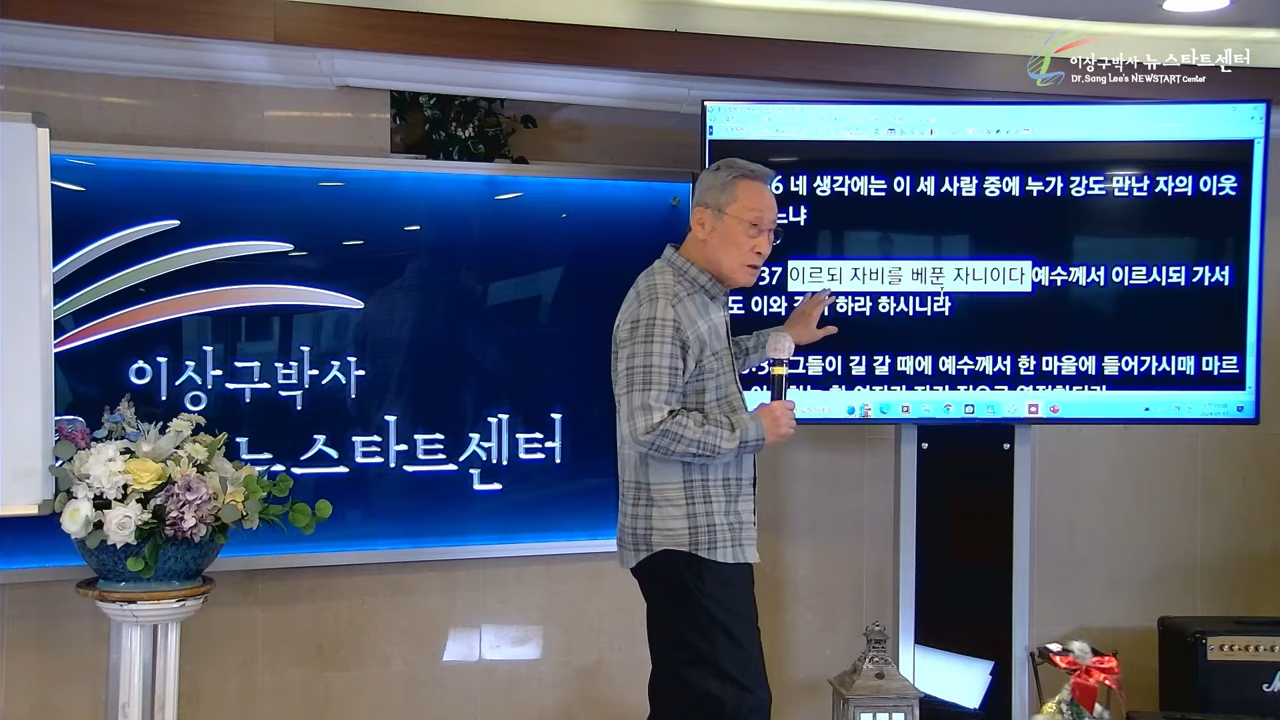 이상구박사 뉴스타트센터
Dr. Sang Lee's NEWSTART Center
6 네 생각에는 이 세 사람 중에 누가 강도 만난 자의 이웃
느냐
37 이르되 자비를 베푼 자니이다 예수께서 이르시되 가서
도 이와 하라 하시니라
그들이 길 갈 때에 예수께서 한 마을에 들어가시매 마르
이상구박사
뉴스타트센터